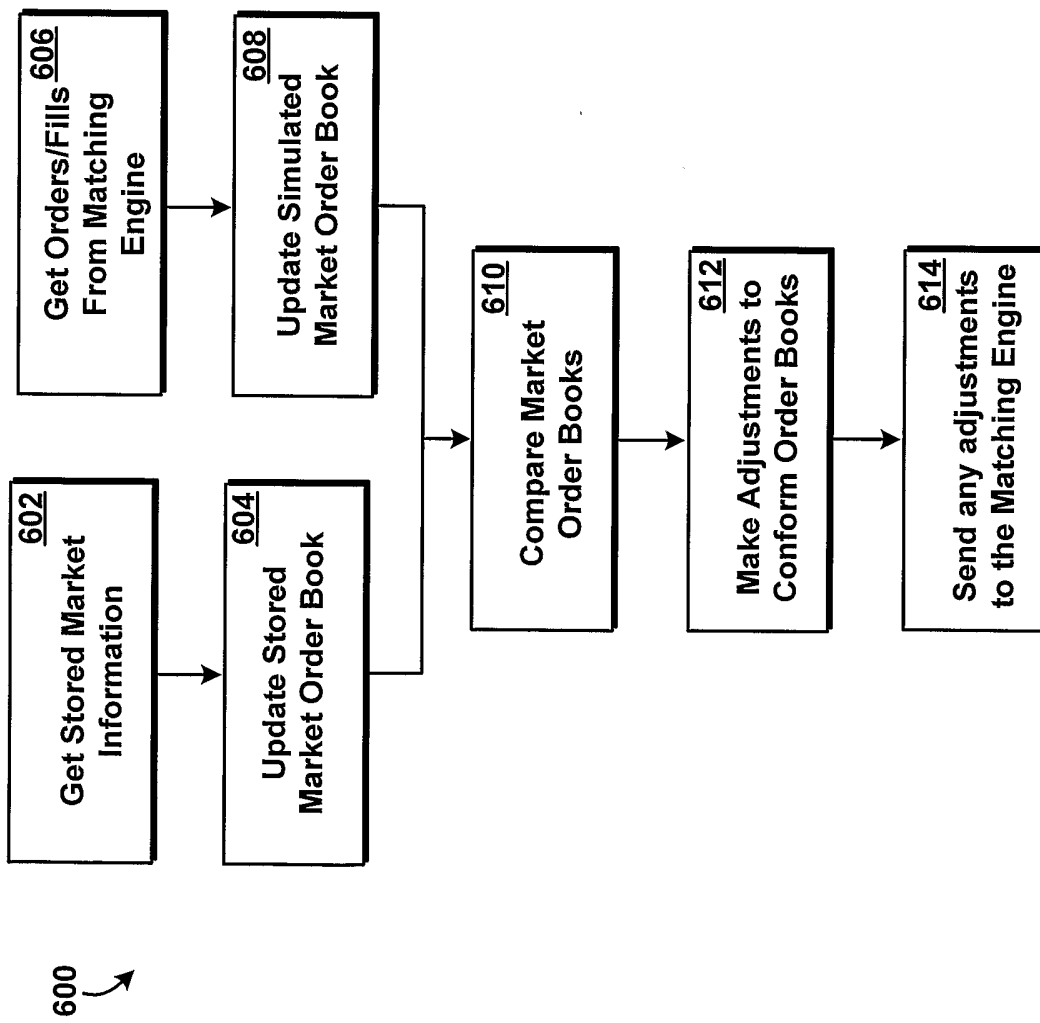 600
602
Get Stored Market
Information
604
Update Stored
Market Order Book
606
Get Orders/Fills
From Matching
Engine
608
Update Simulated
Market Order Book
610
Compare Market
Order Books
612
Make Adjustments to
Conform Order Books
614
Send any adjustments
to the Matching Engine